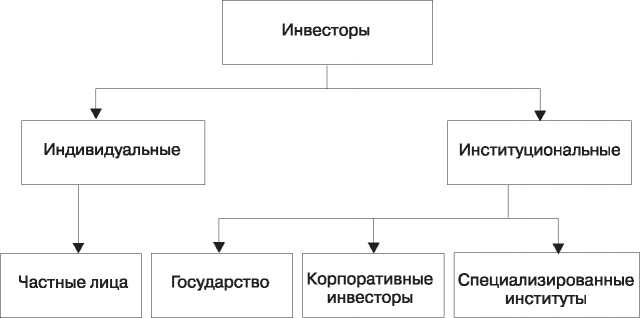 Инвесторы
Индивидуальные
Институциональные
Частные лица
Государство
Корпоративные
инвесторы
Специализированные
институты